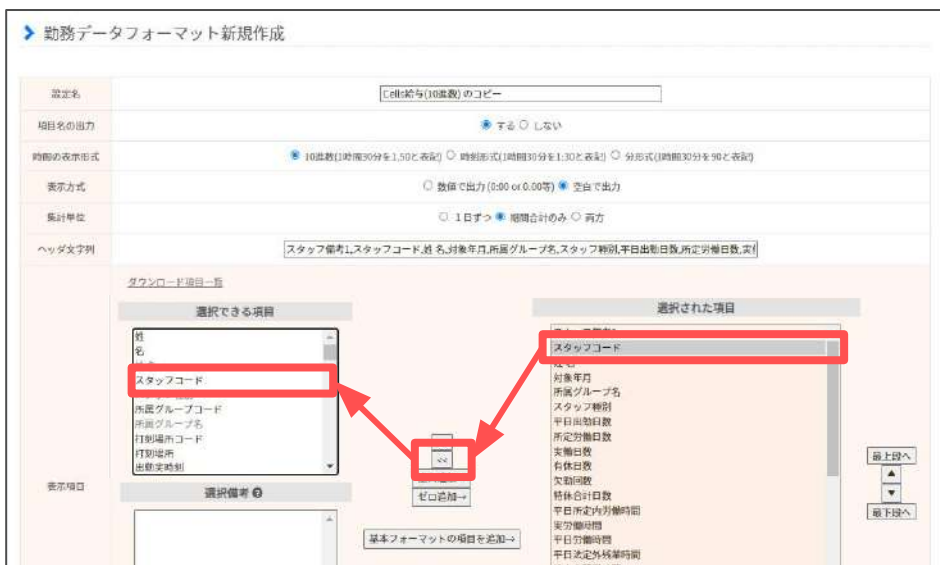 勤務データフォーマット新規作成
設定名
Cells給与(10進数) のコピー
項目名の出力
する しない
時間の表示形式
10進数(1時間30分を1.50と表記) 時刻形式(1時間30分を1:30と表記) 分形式(1時間30分を90と表記)
表示方式
数値で出力 (0:00 or 0.00等) 空白で出力
集計単位
1日ずつ 期間合計のみ 両方
ヘッダ文字列
スタッフ備考1,スタッフコード,姓 名,対象年月,所属グループ名,スタッフ種別,平日出勤日数,所定労働日数,実働
表示項目
ダウンロード項目一覧
選択できる項目
姓
名
スタッフコード
所属グループコード
所属グループ名
打刻場所コード
打刻場所
出勤実時刻
選択備考
<<
ゼロ追加→
基本フォーマットの項目を追加→
選択された項目
スタッフコード
姓 名
対象年月
所属グループ名
スタッフ種別
平日出勤日数
所定労働日数
実働日数
有休日数
欠勤回数
特休合計日数
平日所定内労働時間
実労働時間
平日労働時間
平日法定外残業時間
最上段へ
▲
▼
最下段へ